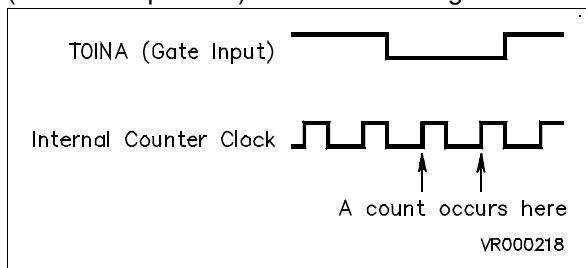 T0INA (Gate Input)
Internal Counter Clock
A count occurs here
VR000218